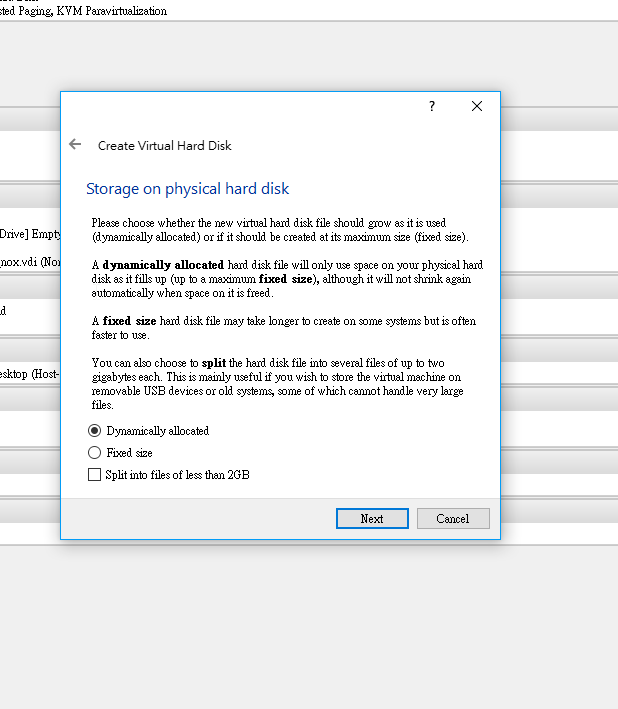 sted Paging, KVM Paravirtualization
?
Create Virtual Hard Disk
Storage on physical hard disk
Please choose whether the new virtual hard disk file should grow as it is used
(dynamically allocated) or if it should be created at its maximum size (fixed size).
Drive] Empty
A dynamically allocated hard disk file will only use space on your physical hard
nox.vdi (Nor
disk as it fills up (up to a maximum fixed size), although it will not shrink again
automatically when space on it is freed.
d
A fixed size hard disk file may take longer to create on some systems but is often
faster to use.
You can also choose to split the hard disk file into several files of up to two
esktop (Host-
gigabytes each. This is mainly useful if you wish to store the virtual machine on
removable USB devices or old systems, some of which cannot handle very large
files.
Dynamically allocated
Fixed size
Split into files of less than 2GB
Next
Cancel